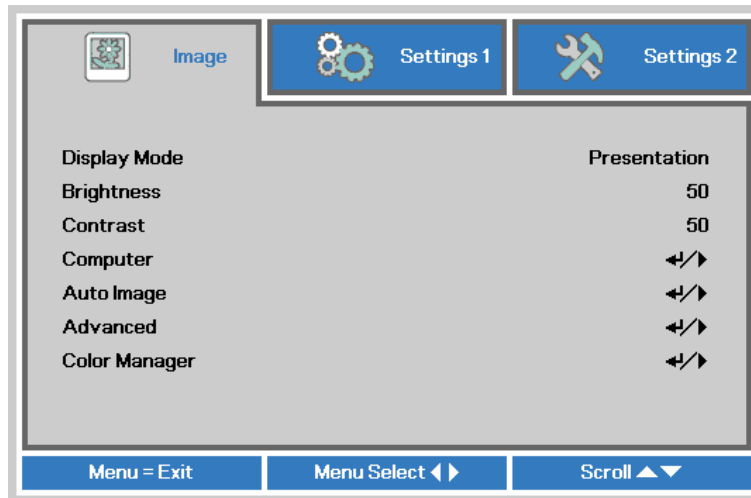 Image
Settings 1
Settings 2
Display Mode Presentation
Brightness 50
Contrast 50
Computer ↵/▶
Auto Image ↵/▶
Advanced ↵/▶
Color Manager ↵/▶
Menu = Exit
Menu Select ◀▶
Scroll ▲▼